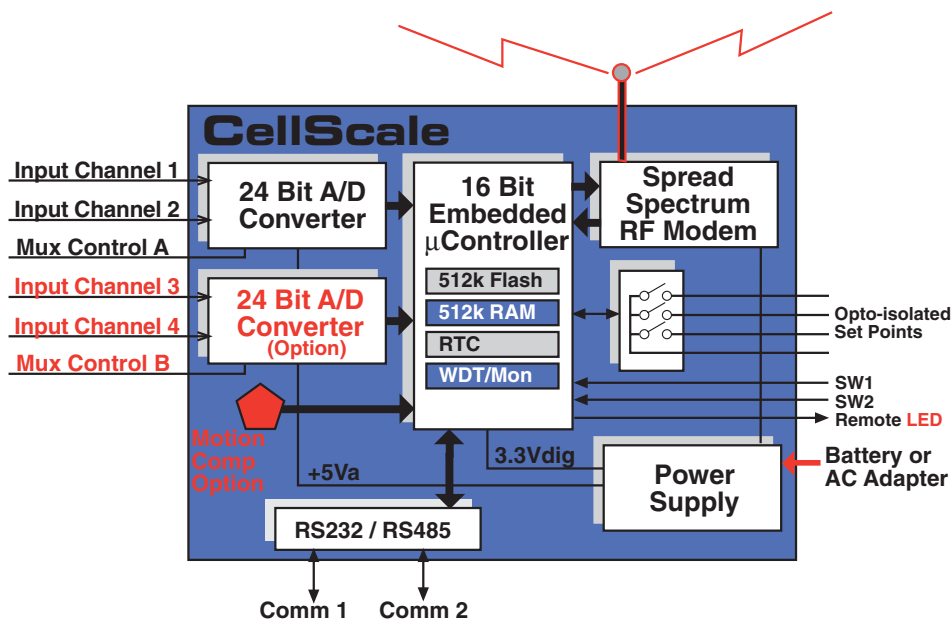 CellScale
Input Channel 1
Input Channel 2
Mux Control A
Input Channel 3
Input Channel 4
Mux Control B
24 Bit A/D
Converter
24 Bit A/D
Converter
(Option)
Motion
Comp
Option
16 Bit
Embedded
µController
512k Flash
512k RAM
RTC
WDT/Mon
Spread
Spectrum
RF Modem
Opto-isolated
Set Points
SW1
SW2
Remote LED
Battery or
AC Adapter
3.3Vdig
+5Va
Power
Supply
RS232 / RS485
Comm 1
Comm 2